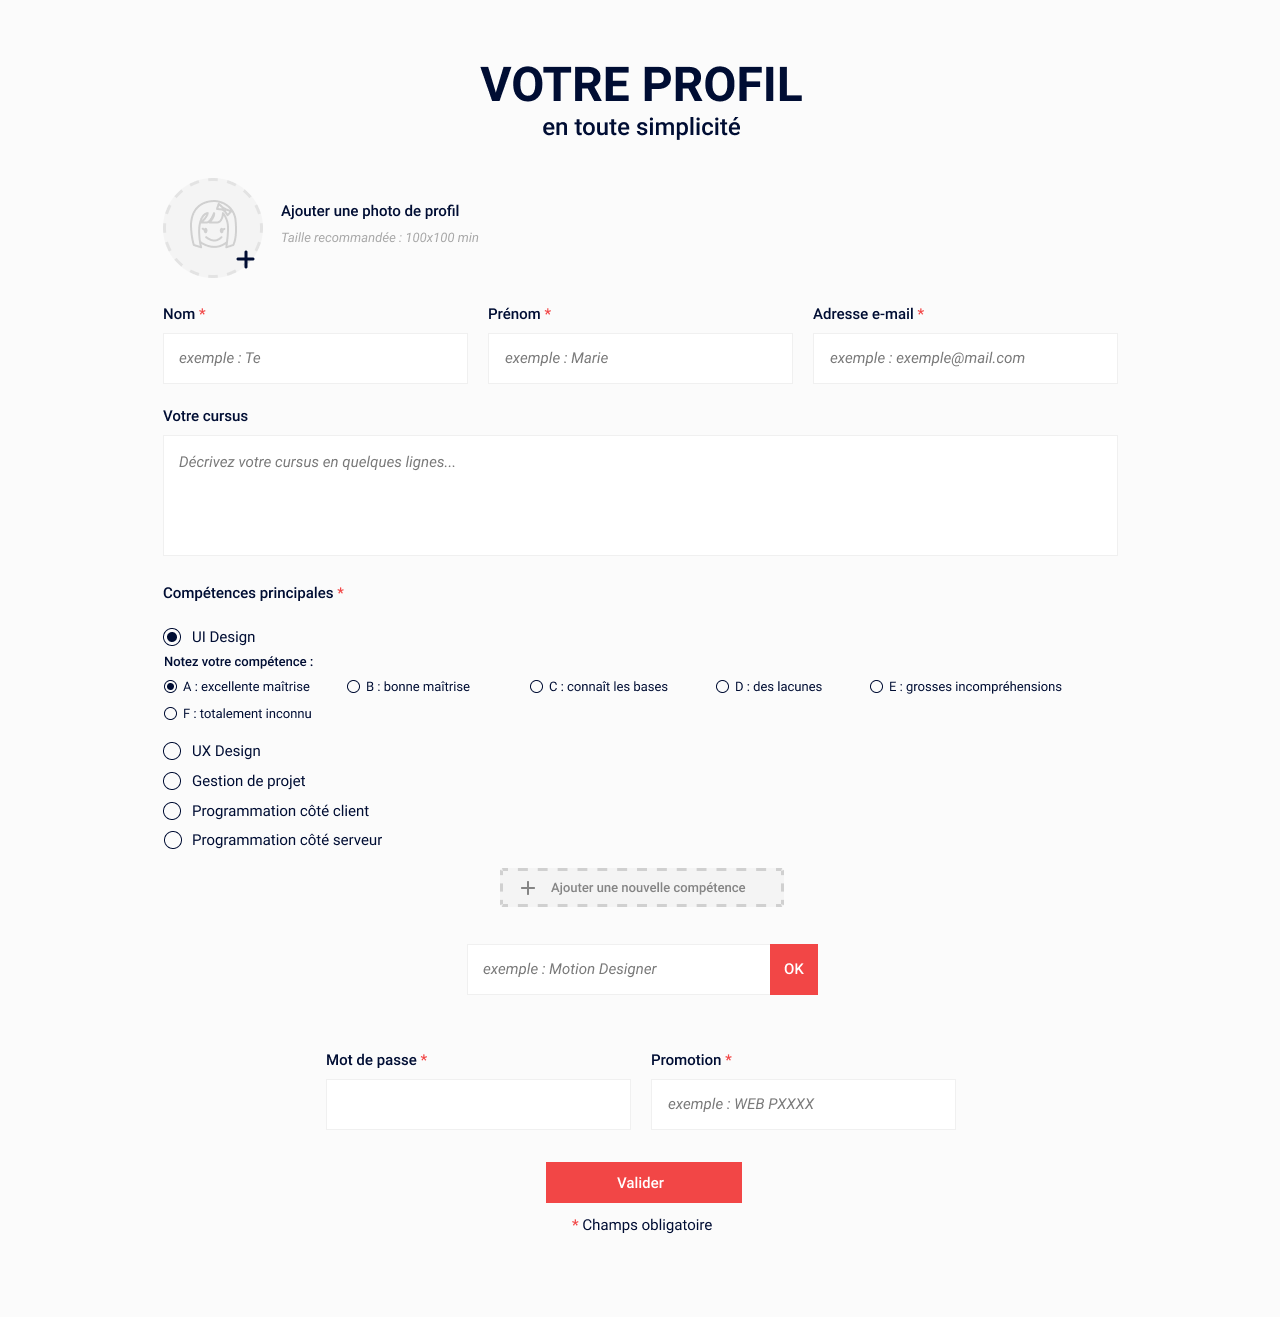 VOTRE PROFIL
en toute simplicité
Ajouter une photo de profil
Taille recommandée : 100x100 min
Nom * Prénom * Adresse e-mail *
exemple : Te exemple : Marie exemple : exemple@mail.com
Votre cursus
Décrivez votre cursus en quelques lignes...
Compétences principales *
UI Design
Notez votre compétence :
A : excellente maîtrise B : bonne maîtrise C : connaît les bases D : des lacunes E : grosses incompréhensions
F : totalement inconnu
UX Design
Gestion de projet
Programmation côté client
Programmation côté serveur
Ajouter une nouvelle compétence
exemple : Motion Designer OK
Mot de passe * Promotion *
exemple : WEB PXXXX
Valider
* Champs obligatoire